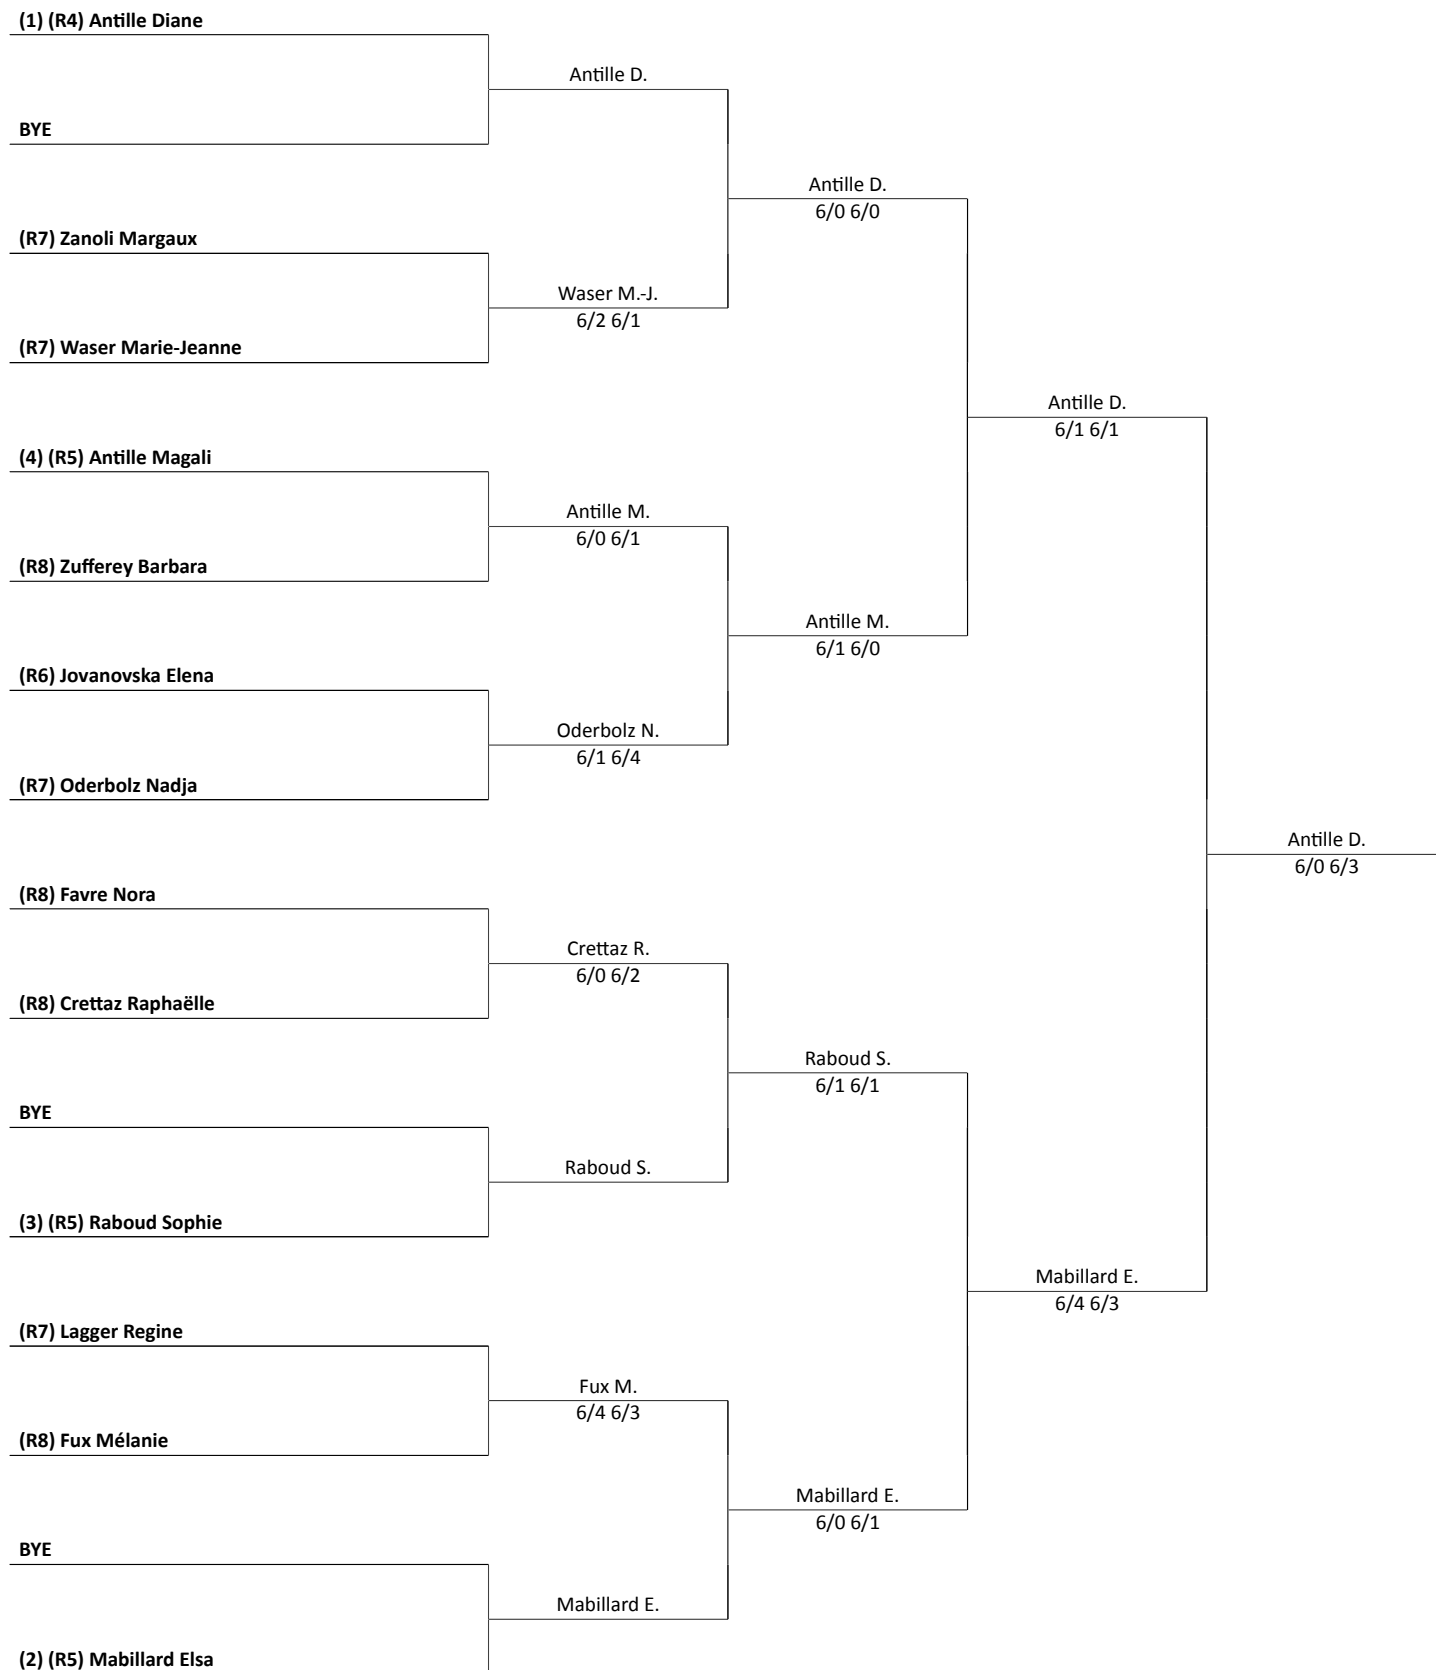 (1) (R4) Antille Diane
Antille D.
BYE
Antille D.
6/0 6/0
(R7) Zanoli Margaux
Waser M.-J.
6/2 6/1
(R7) Waser Marie-Jeanne
Antille D.
6/1 6/1
(4) (R5) Antille Magali
Antille M.
6/0 6/1
(R8) Zufferey Barbara
Antille M.
6/1 6/0
(R6) Jovanovska Elena
Oderbolz N.
6/1 6/4
(R7) Oderbolz Nadja
Antille D.
6/0 6/3
(R8) Favre Nora
Crettaz R.
6/0 6/2
(R8) Crettaz Raphaëlle
Raboud S.
6/1 6/1
BYE
Raboud S.
(3) (R5) Raboud Sophie
Mabillard E.
6/4 6/3
(R7) Lagger Regine
Fux M.
6/4 6/3
(R8) Fux Mélanie
Mabillard E.
6/0 6/1
BYE
Mabillard E.
(2) (R5) Mabillard Elsa